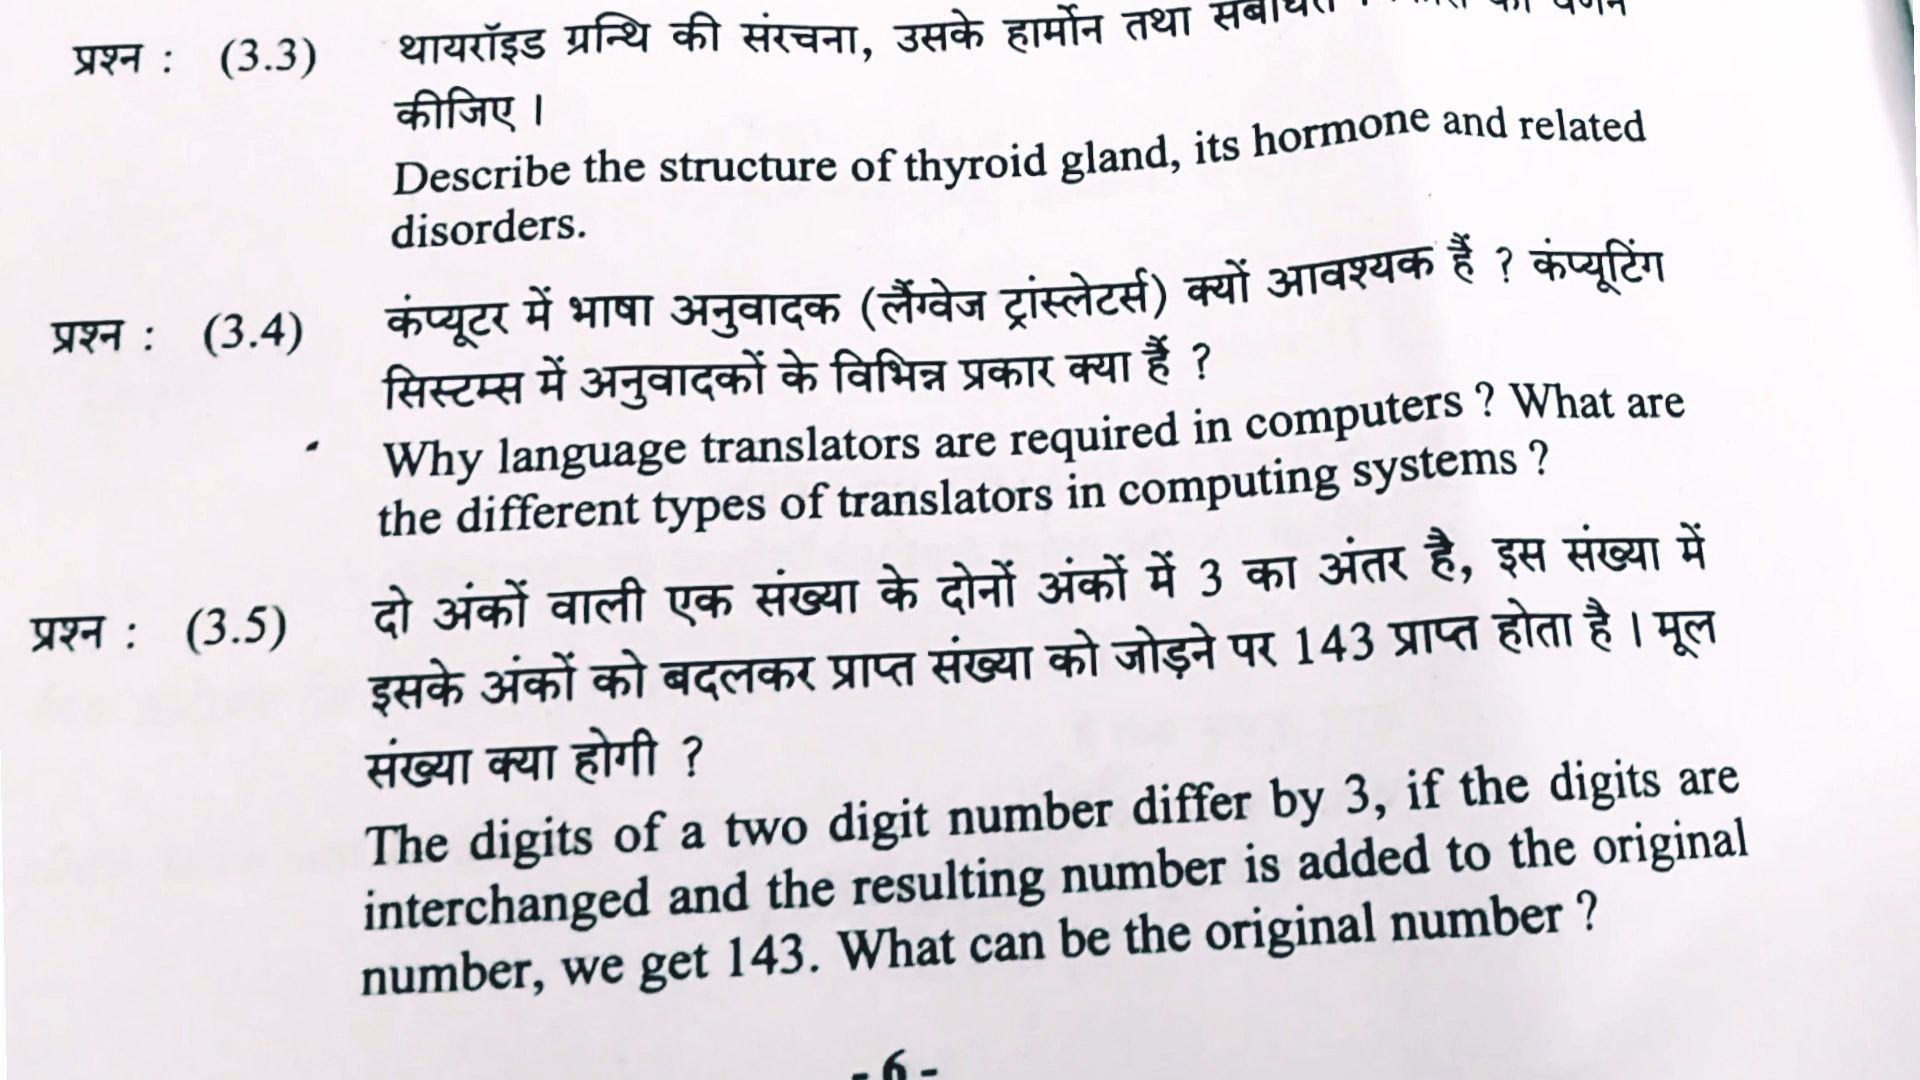 प्रश्न : (3.3) थायरॉइड ग्रन्थि की संरचना, उसके हार्मोन तथा वर्णन
कीजिए ।
Describe the structure of thyroid gland, its hormone and related
disorders.
प्रश्न : (3.4) कंप्यूटर में भाषा अनुवादक (लैंग्वेज ट्रांस्लेटर्स) क्यों आवश्यक हैं ? कंप्यूटिंग
सिस्टम्स में अनुवादकों के विभिन्न प्रकार क्या हैं ?
Why language translators are required in computers ? What are
the different types of translators in computing systems ?
प्रश्न : (3.5) दो अंकों वाली एक संख्या के दोनों अंकों में 3 का अंतर है, इस संख्या में
इसके अंकों को बदलकर प्राप्त संख्या को जोड़ने पर 143 प्राप्त होता है । मूल
संख्या क्या होगी ?
The digits of a two digit number differ by 3, if the digits are
interchanged and the resulting number is added to the original
number, we get 143. What can be the original number ?
- 6 -